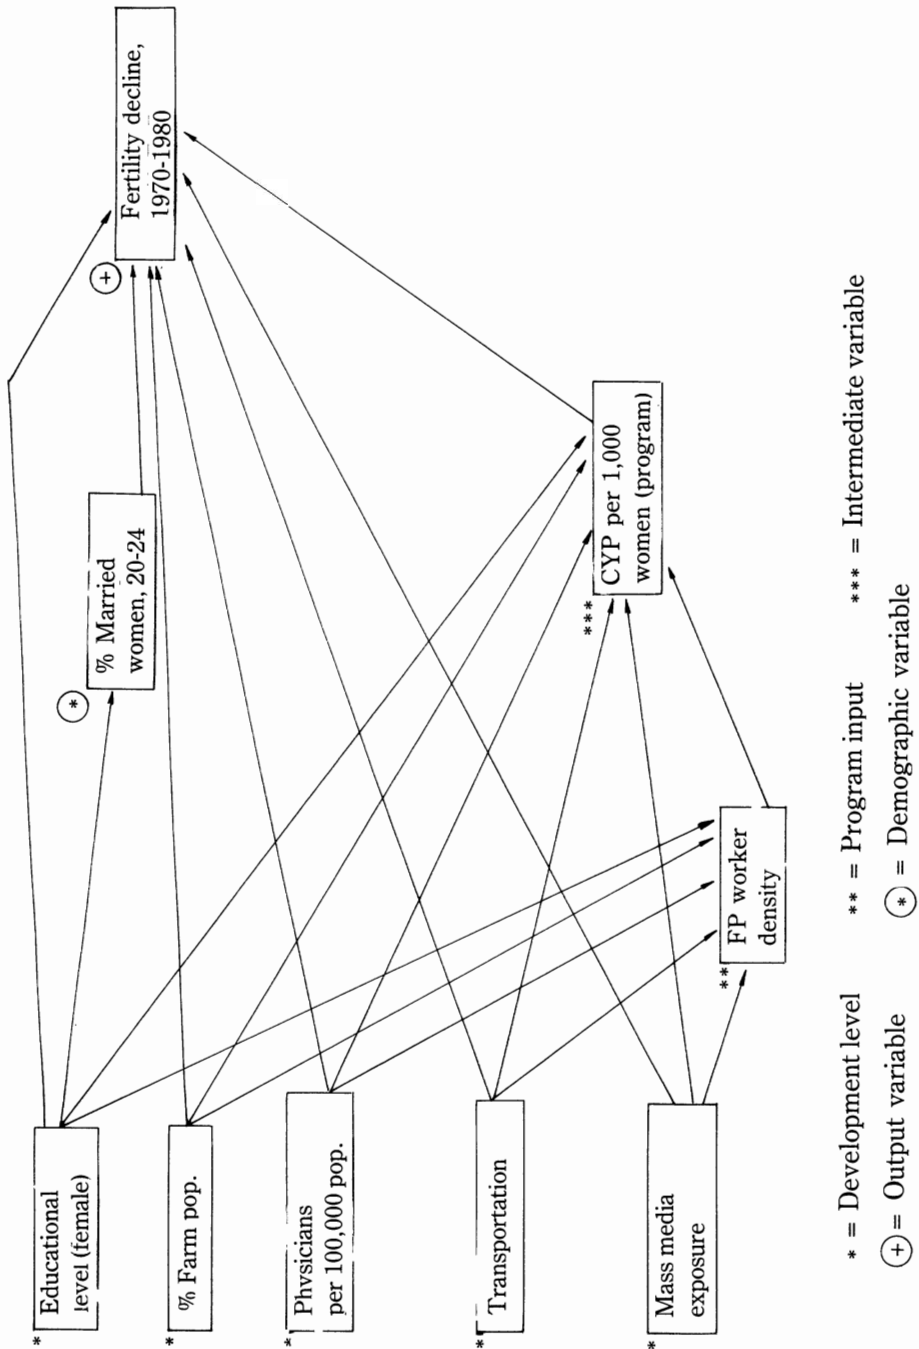 *
Educational
level (female)
*
% Farm pop.
*
Physicians
per 100,000 pop.
*
Transportation
*
Mass media
exposure
*
% Married
women, 20-24
**
FP worker
density
***
CYP per 1,000
women (program)
+
Fertility decline,
1970-1980
* = Development level ** = Program input *** = Intermediate variable
+ = Output variable * = Demographic variable